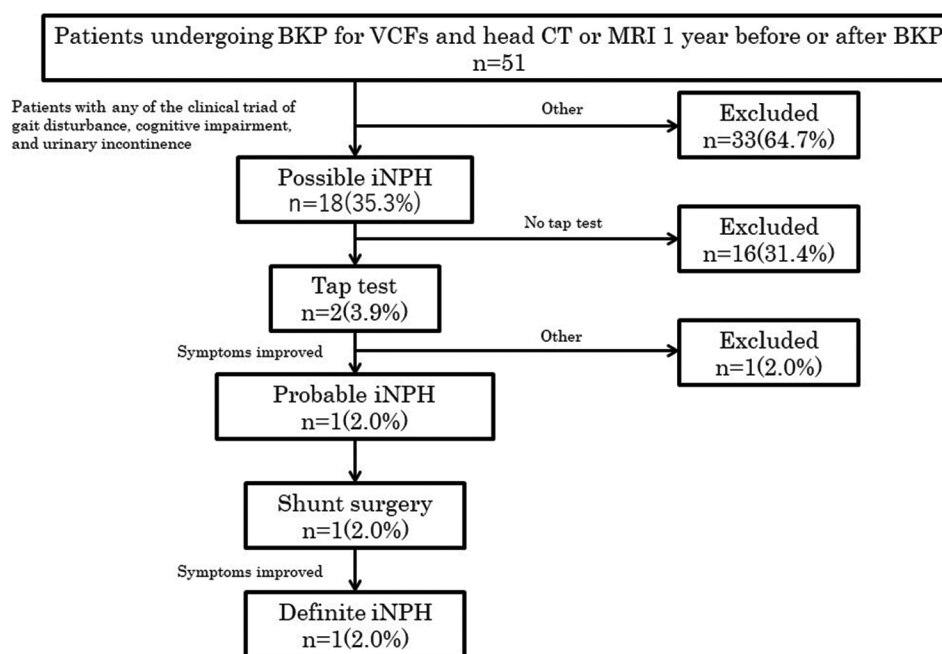 Patients undergoing BKP for VCFs and head CT or MRI 1 year before or after BKP
n=51
Patients with any of the clinical triad of
gait disturbance, cognitive impairment,
and urinary incontinence
Other
Excluded
n=33(64.7%)
Possible iNPH
n=18(35.3%)
No tap test
Excluded
n=16(31.4%)
Tap test
n=2(3.9%)
Symptoms improved
Other
Excluded
n=1(2.0%)
Probable iNPH
n=1(2.0%)
Shunt surgery
n=1(2.0%)
Symptoms improved
Definite iNPH
n=1(2.0%)